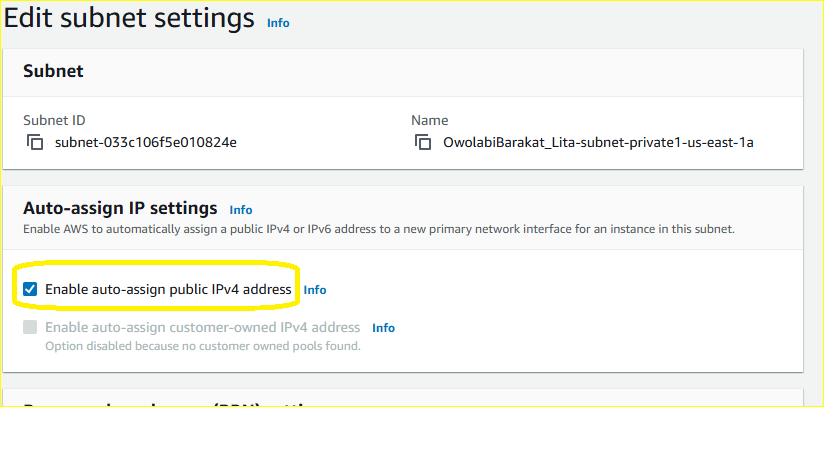 Edit subnet settings Info
Subnet
Subnet ID
subnet-033c106f5e010824e
Name
OwolabiBarakat_Lita-subnet-private1-us-east-1a
Auto-assign IP settings Info
Enable AWS to automatically assign a public IPv4 or IPv6 address to a new primary network interface for an instance in this subnet.
Enable auto-assign public IPv4 address Info
Enable auto-assign customer-owned IPv4 address Info
Option disabled because no customer owned pools found.